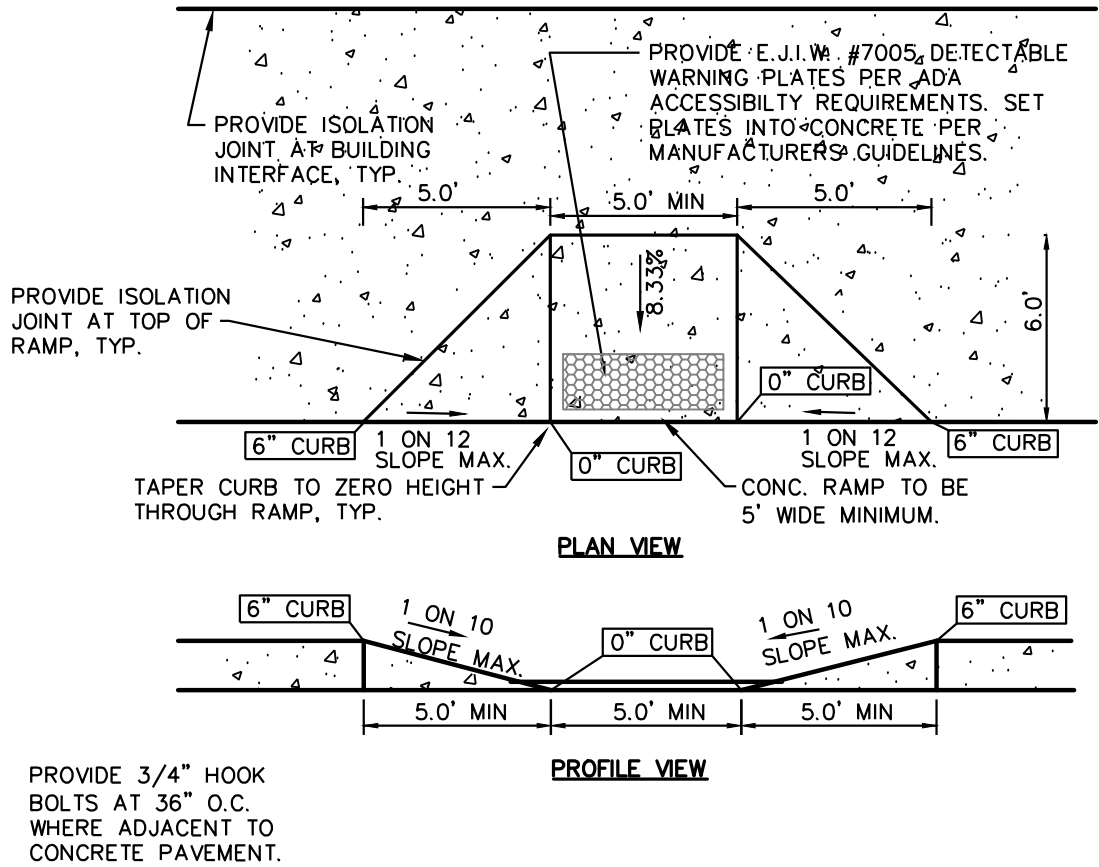 PROVIDE E.J.I.W. #7005 DETECTABLE
WARNING PLATES PER ADA
ACCESSIBILTY REQUIREMENTS. SET
PLATES INTO CONCRETE PER
MANUFACTURERS GUIDELINES.
PROVIDE ISOLATION
JOINT AT BUILDING
INTERFACE, TYP.
5.0'
5.0' MIN
5.0'
8.33%
6.0'
PROVIDE ISOLATION
JOINT AT TOP OF
RAMP, TYP.
0" CURB
6" CURB
1 ON 12
SLOPE MAX.
0" CURB
1 ON 12
SLOPE MAX.
6" CURB
TAPER CURB TO ZERO HEIGHT
THROUGH RAMP, TYP.
CONC. RAMP TO BE
5' WIDE MINIMUM.
PLAN VIEW
6" CURB
1 ON 10
SLOPE MAX.
0" CURB
1 ON 10
SLOPE MAX.
6" CURB
5.0' MIN
5.0' MIN
5.0' MIN
PROFILE VIEW
PROVIDE 3/4" HOOK
BOLTS AT 36" O.C.
WHERE ADJACENT TO
CONCRETE PAVEMENT.